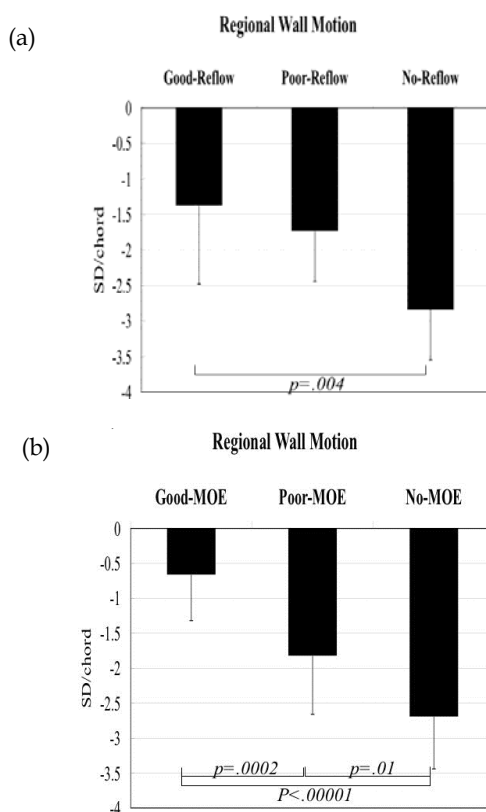 (a)
Regional Wall Motion
Good-Reflow Poor-Reflow No-Reflow
0
-0.5
-1
-1.5
-2
-2.5
-3
-3.5
-4
SD/chord
p=.004
(b)
Regional Wall Motion
Good-MOE Poor-MOE No-MOE
0
-0.5
-1
-1.5
-2
-2.5
-3
-3.5
-4
SD/chord
p=.0002 p=.01
P<.00001